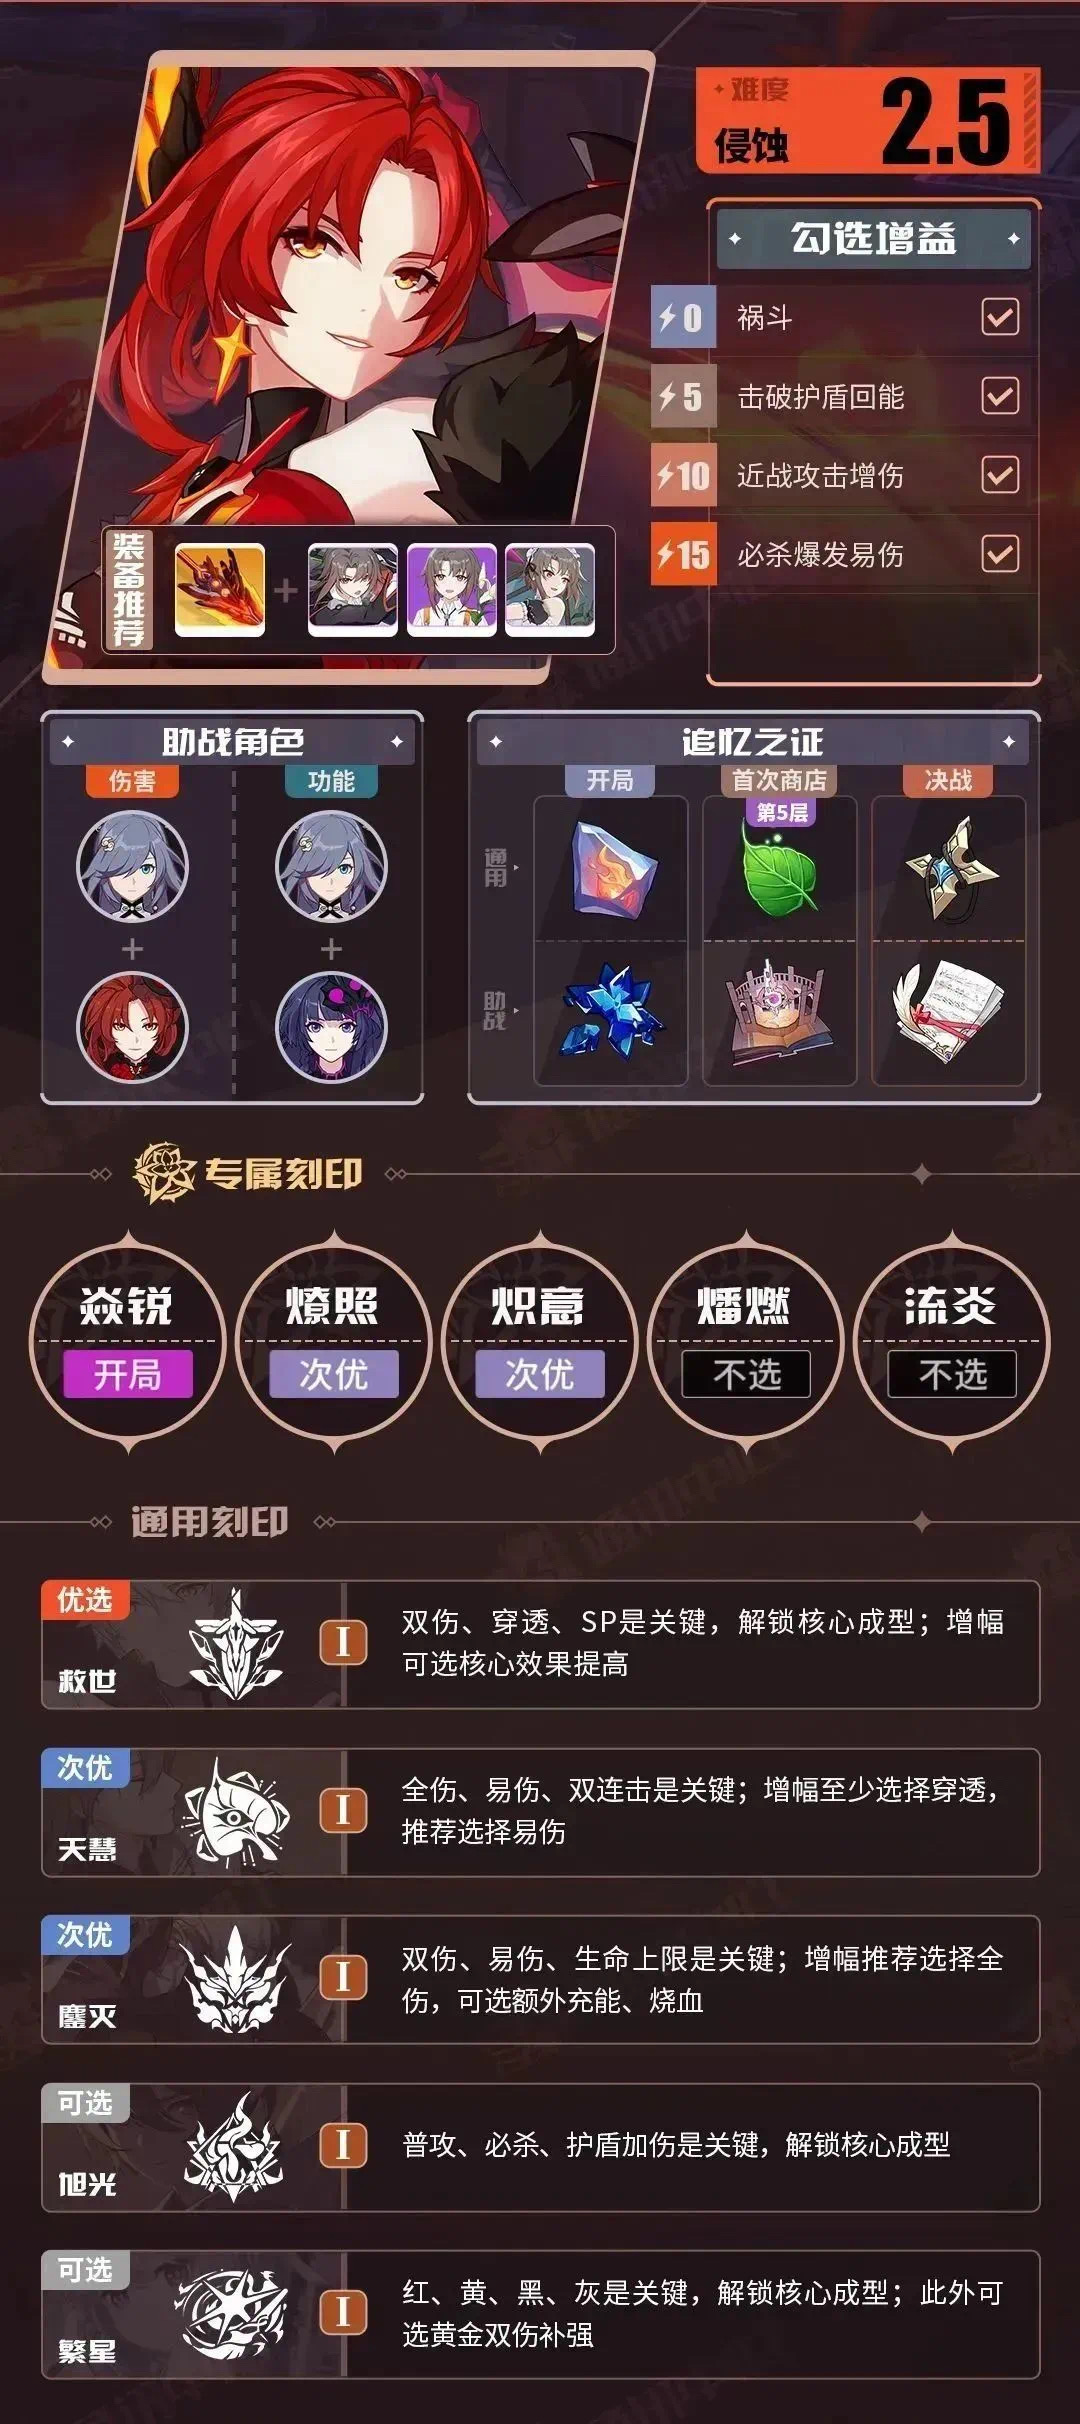 难度
侵蚀
2.5
勾选增益
0
祸斗
5
击破护盾回能
10
近战攻击增伤
15
必杀爆发易伤
装备推荐
助战角色
伤害
功能
追忆之证
开局
首次商店
决战
第5层
通用
助战
专属刻印
焱锐
开局
燎照
次优
炽意
次优
燔燃
不选
流炎
不选
通用刻印
优选
救世
I
双伤、穿透、SP是关键，解锁核心成型；增幅
可选核心效果提高
次优
天慧
I
全伤、易伤、双连击是关键；增幅至少选择穿透，
推荐选择易伤
次优
鏖灭
I
双伤、易伤、生命上限是关键；增幅推荐选择全
伤，可选额外充能、烧血
可选
旭光
I
普攻、必杀、护盾加伤是关键，解锁核心成型
可选
繁星
I
红、黄、黑、灰是关键，解锁核心成型；此外可
选黄金双伤补强